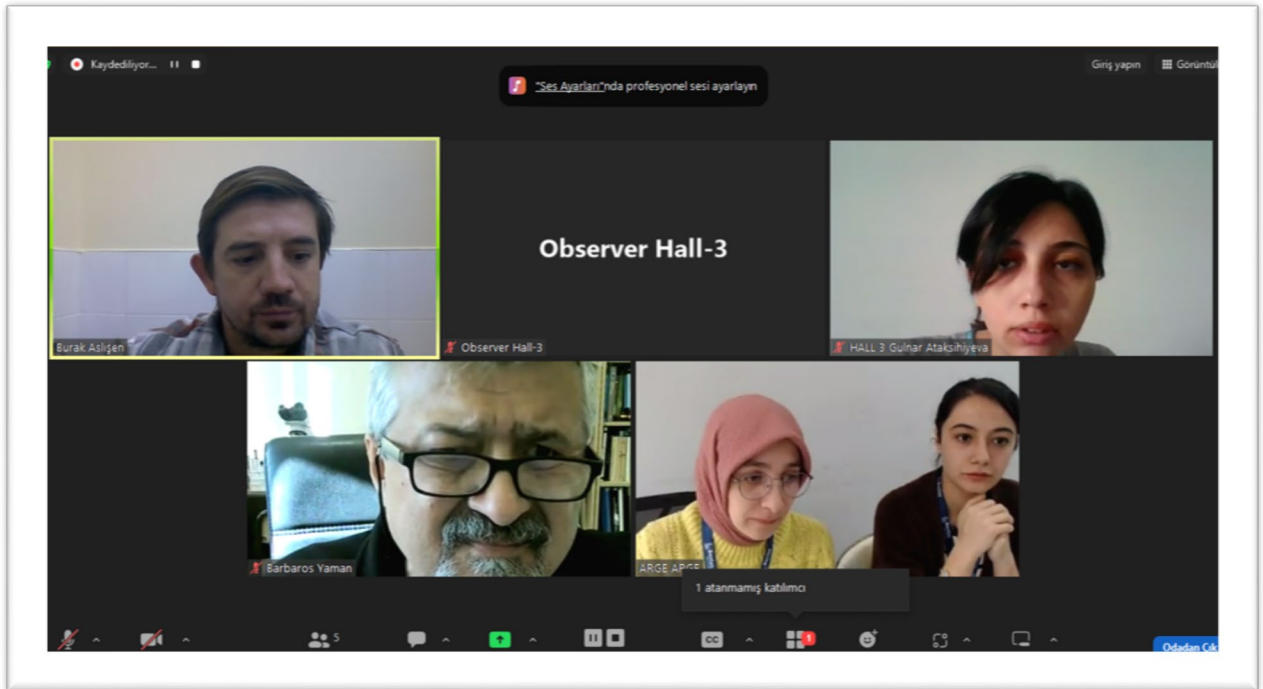 Kaydediliyor...
Giriş yapın
Görüntül
"Ses Ayarları"nda profesyonel sesi ayarlayın
Observer Hall-3
Burak Aslışen
Observer Hall-3
HALL 3 Gulnar Ataksihiyeva
Barbaros Yaman
ARGE ARGE
1 atanmamış katılımcı
5
CC
1
Odadan Çık